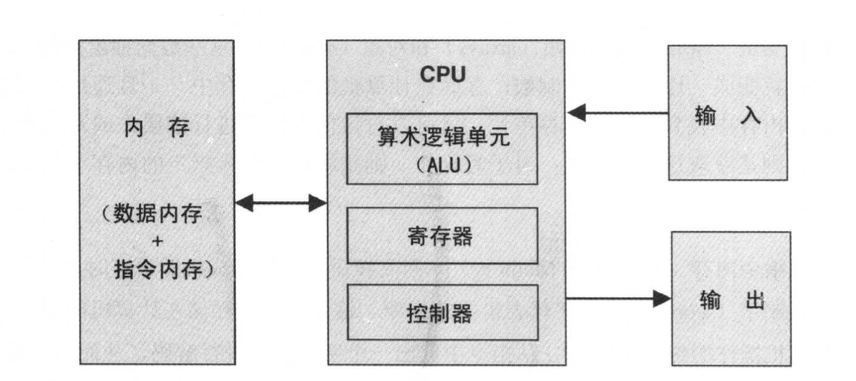 内 存
（数据内存
+
指令内存）
CPU
算术逻辑单元
（ALU）
寄存器
控制器
输 入
输 出